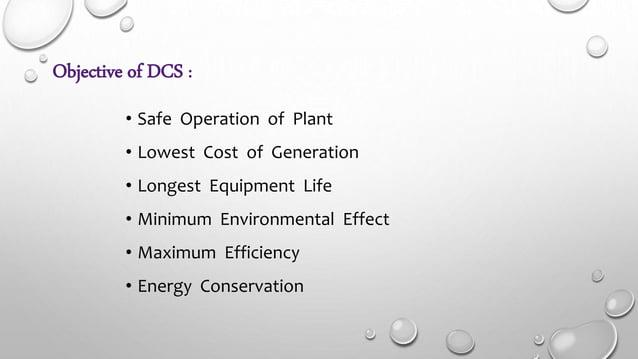 Objective of DCS :
• Safe Operation of Plant
• Lowest Cost of Generation
• Longest Equipment Life
• Minimum Environmental Effect
• Maximum Efficiency
• Energy Conservation